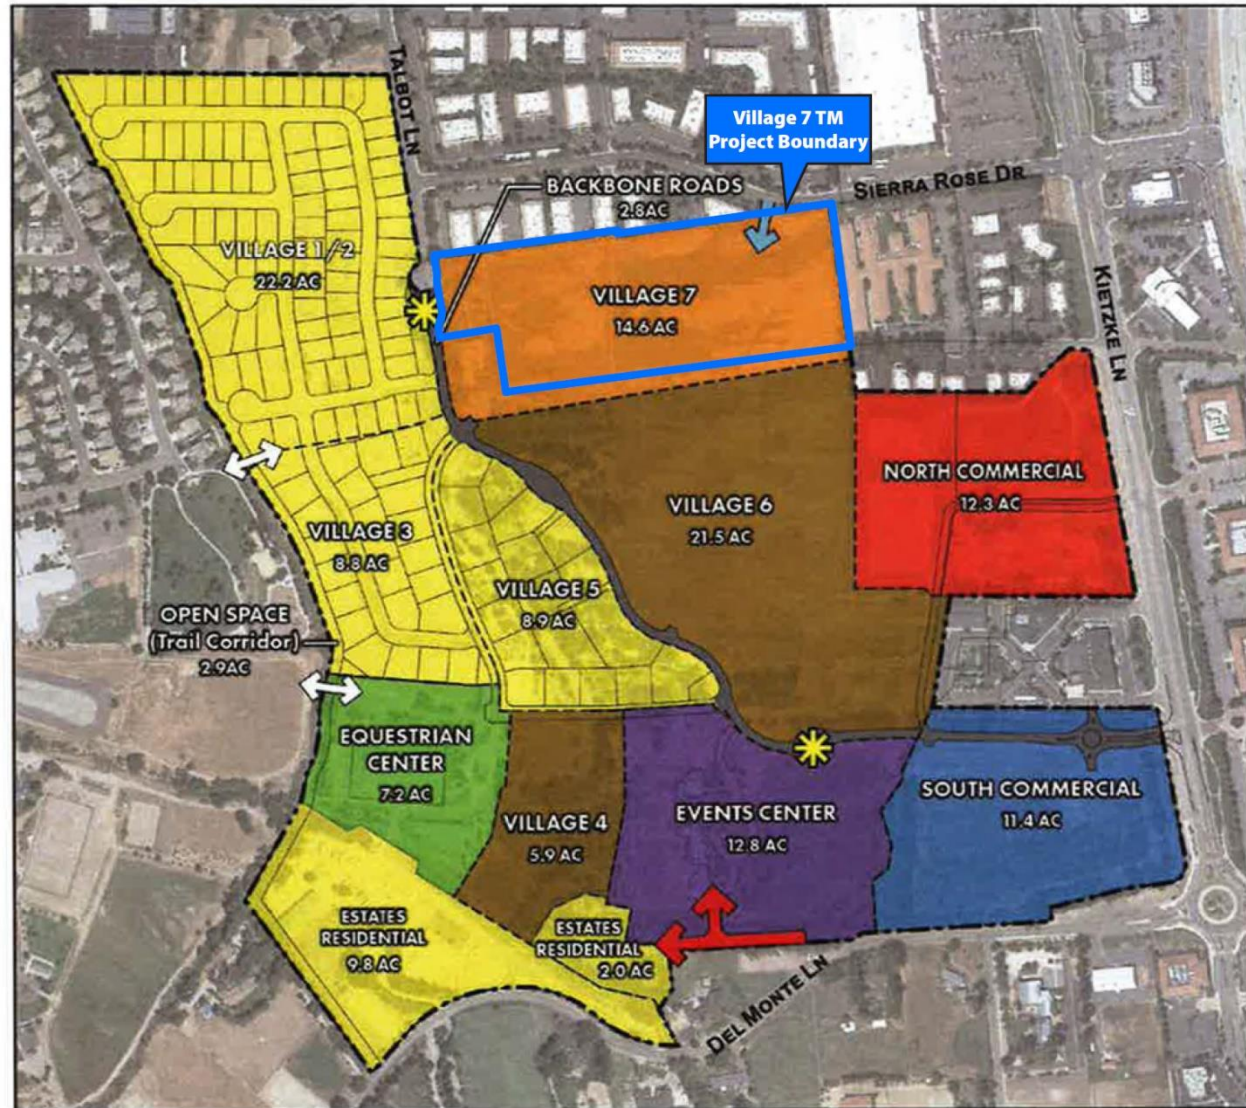 TALBOT LN
Village 7 TM
Project Boundary
SIERRA ROSE DR
BACKBONE ROADS
2.8AC
VILLAGE 1/2
22.2 AC
VILLAGE 7
14.6 AC
KIETZKE LN
NORTH COMMERCIAL
12.3 AC
VILLAGE 6
21.5 AC
VILLAGE 3
8.8 AC
VILLAGE 5
8.9 AC
OPEN SPACE
(Trail Corridor)
2.9AC
EQUESTRIAN
CENTER
7.2 AC
VILLAGE 4
5.9 AC
EVENTS CENTER
12.8 AC
SOUTH COMMERCIAL
11.4 AC
ESTATES
RESIDENTIAL
9.8 AC
ESTATES
RESIDENTIAL
2.0 AC
DEL MONTE LN